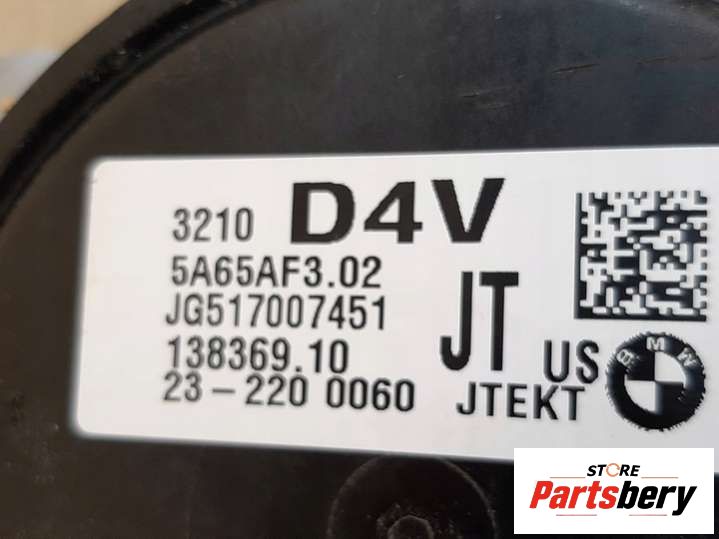 3210 D4V
5A65AF3.02
JG517007451
138369.10
23-220 0060
JT US
JTEKT
BMW
STORE
Partsbery